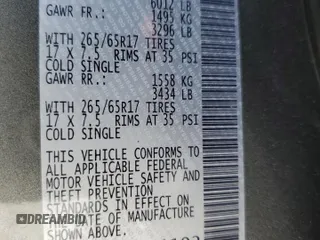 6012 LB
GAWR FR.: 1495 KG
3296 LB
WITH 265/65R17 TIRES
17 X 7.5 RIMS AT 35 PSI
COLD SINGLE
GAWR RR.: 1558 KG
3434 LB
WITH 265/65R17 TIRES
17 X 7.5 RIMS AT 35 PSI
COLD SINGLE
THIS VEHICLE CONFORMS TO
ALL APPLICABLE FEDERAL
MOTOR VEHICLE SAFETY AND
THEFT PREVENTION
STANDARDS IN EFFECT ON
DATE OF MANUFACTURE
DREAMBID